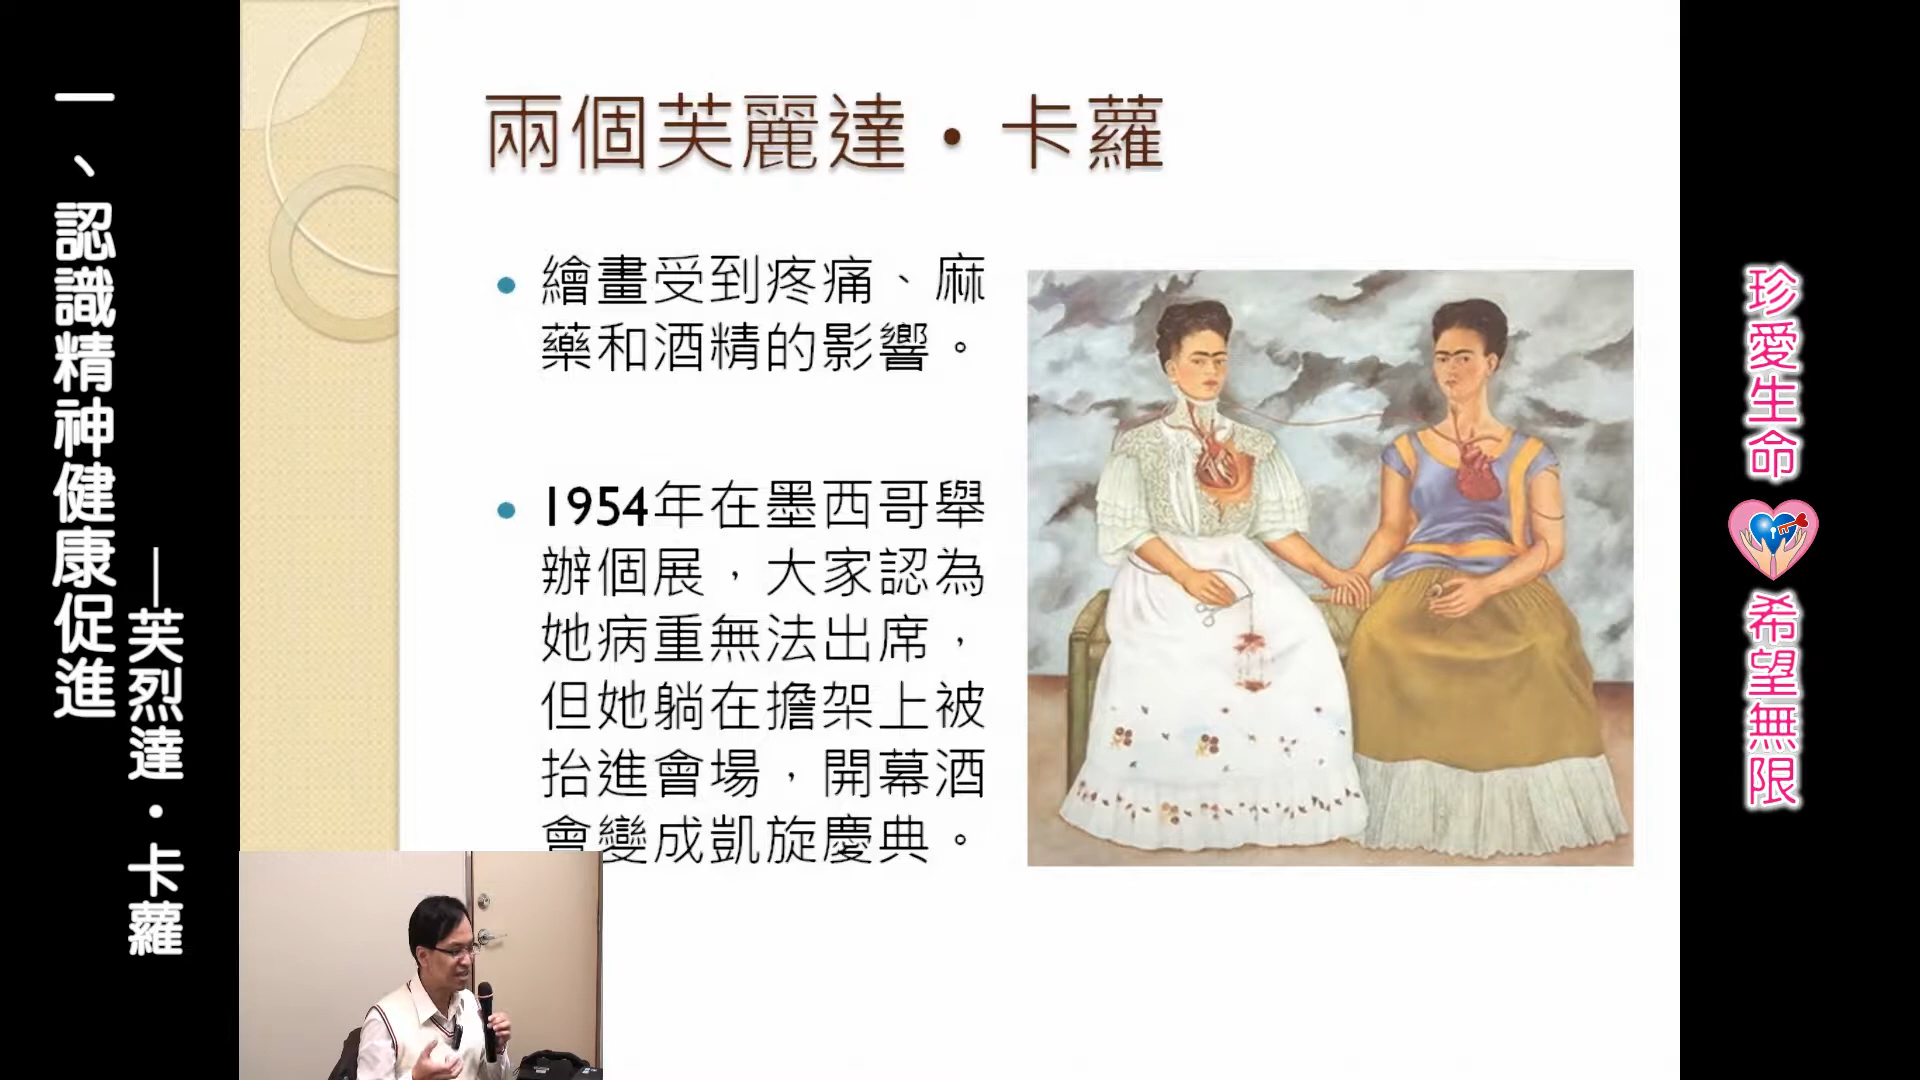 一、認識精神健康促進
—芙烈達・卡蘿
兩個芙麗達・卡蘿
• 繪畫受到疼痛、麻
藥和酒精的影響。
• 1954年在墨西哥舉
辦個展，大家認為
她病重無法出席，
但她躺在擔架上被
抬進會場，開幕酒
會變成凱旋慶典。
珍愛生命
希望無限